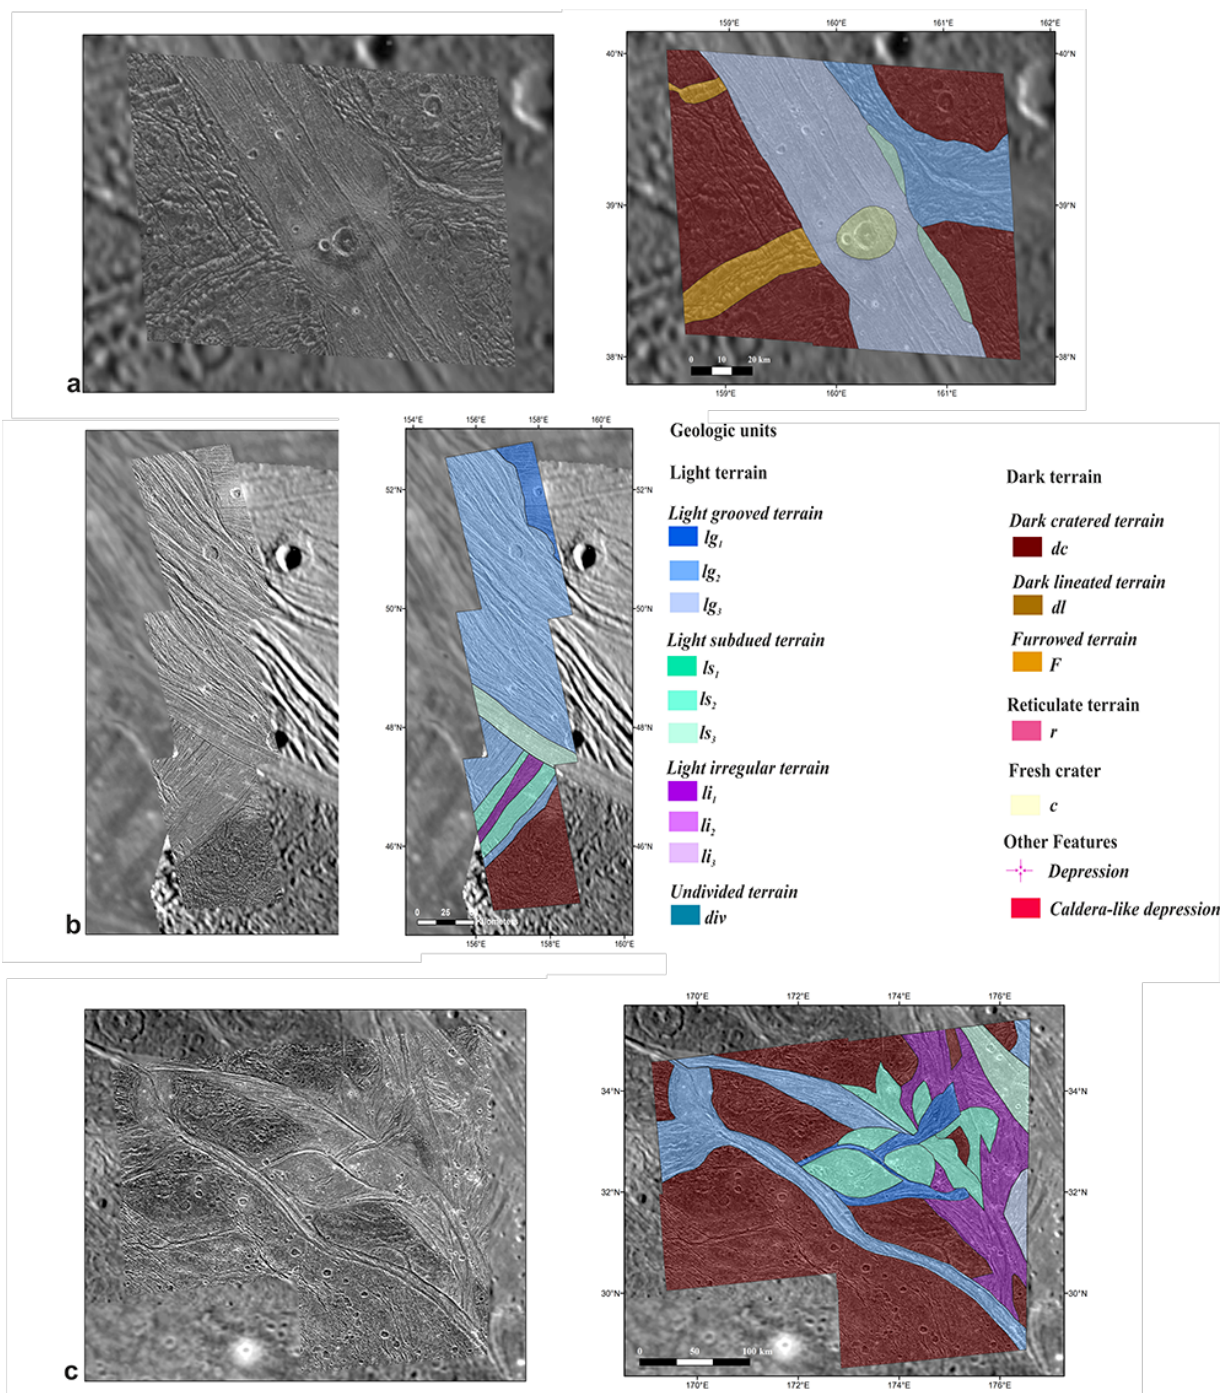 159°E 160°E 161°E 162°E
40°N 40°N
39°N 39°N
38°N 38°N
0 10 20 km
159°E 160°E 161°E
a
154°E 156°E 158°E 160°E
52°N 52°N
50°N 50°N
48°N 48°N
46°N 46°N
0 25
156°E 158°E 160°E
b
Geologic units
Light terrain
Light grooved terrain
lg1
lg2
lg3
Light subdued terrain
ls1
ls2
ls3
Light irregular terrain
li1
li2
li3
Undivided terrain
div
Dark terrain
Dark cratered terrain
dc
Dark lineated terrain
dl
Furrowed terrain
F
Reticulate terrain
r
Fresh crater
c
Other Features
Depression
Caldera-like depression
170°E 172°E 174°E 176°E
34°N 34°N
32°N 32°N
30°N 30°N
0 50 100 km
170°E 172°E 174°E 176°E
c